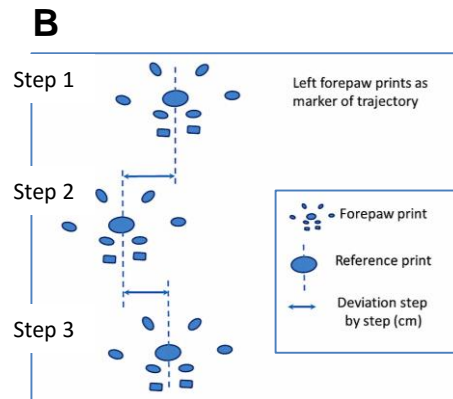 B
Step 1
Left forepaw prints as
marker of trajectory
Step 2
Forepaw print
Reference print
Deviation step
by step (cm)
Step 3